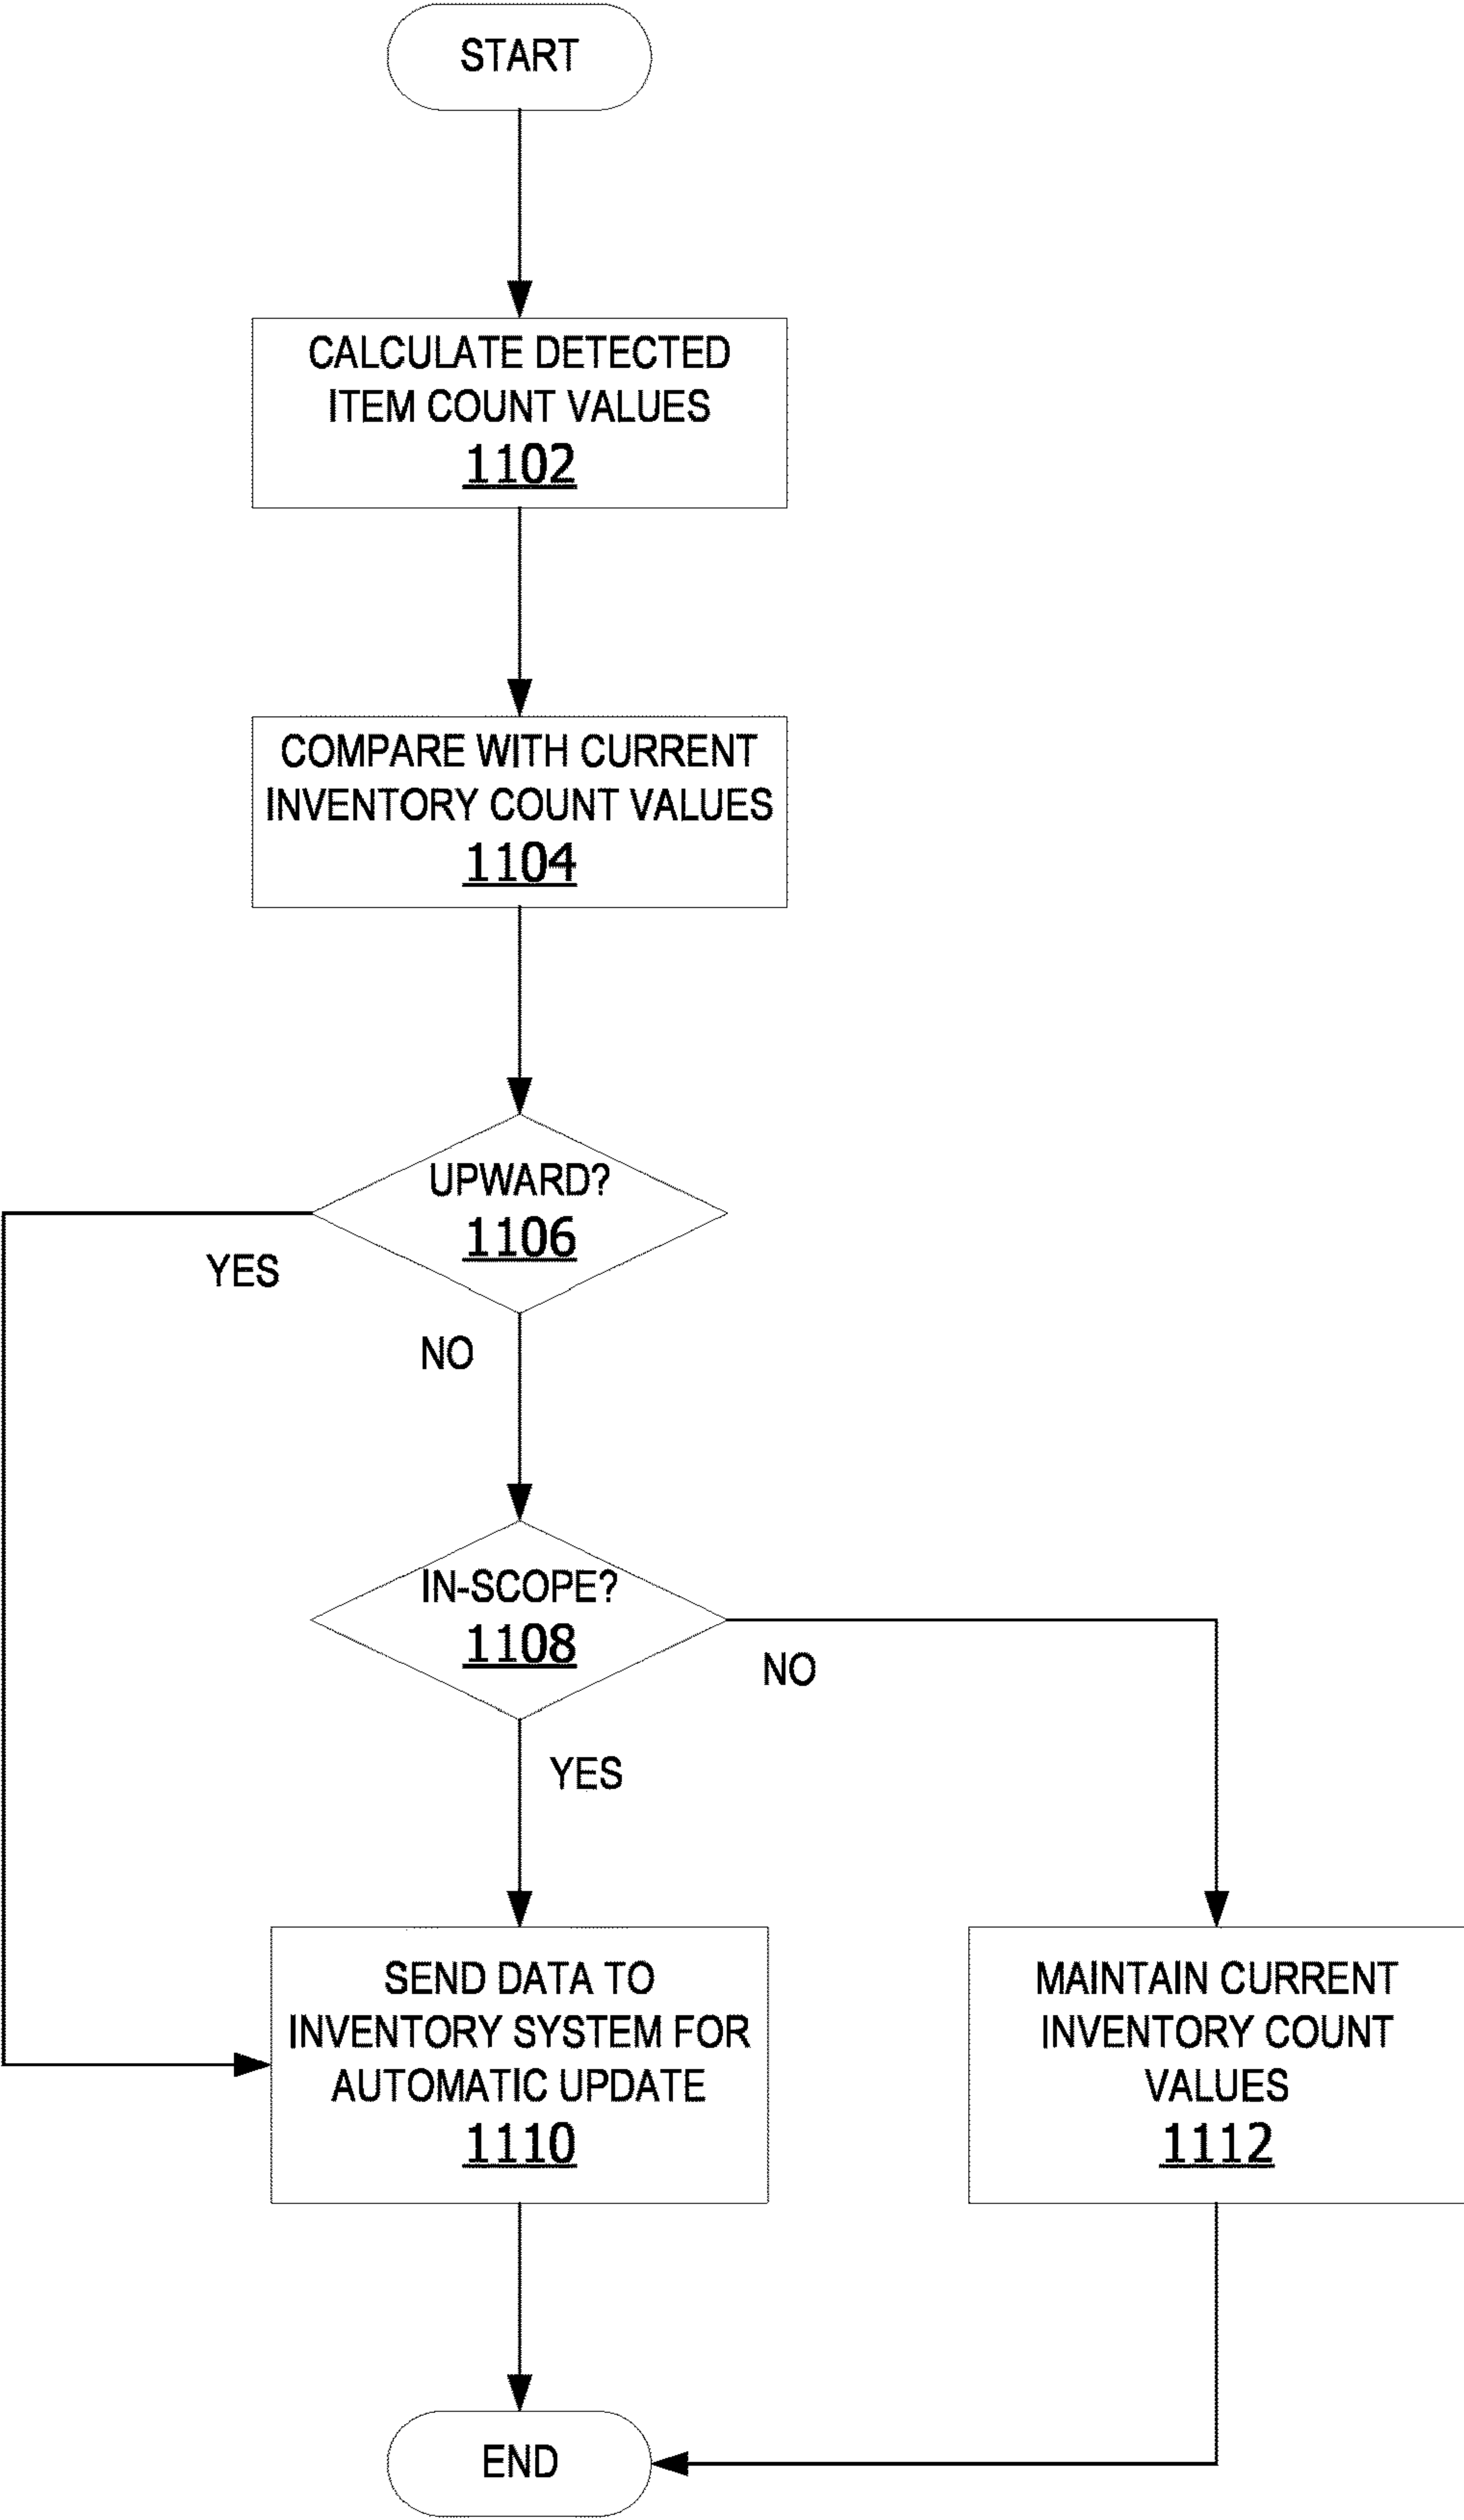 START
CALCULATE DETECTED
ITEM COUNT VALUES
1102
COMPARE WITH CURRENT
INVENTORY COUNT VALUES
1104
UPWARD?
1106
YES
NO
IN-SCOPE?
1108
NO
YES
SEND DATA TO
INVENTORY SYSTEM FOR
AUTOMATIC UPDATE
1110
MAINTAIN CURRENT
INVENTORY COUNT
VALUES
1112
END